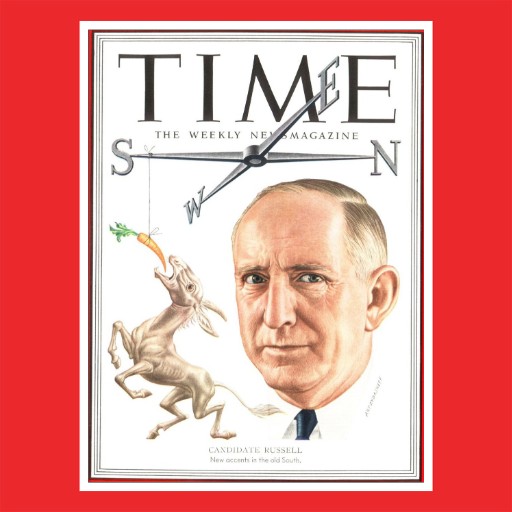 TIME
THE WEEKLY NEWSMAGAZINE
E
S
N
W
CANDIDATE RUSSELL
New accents in the old South.